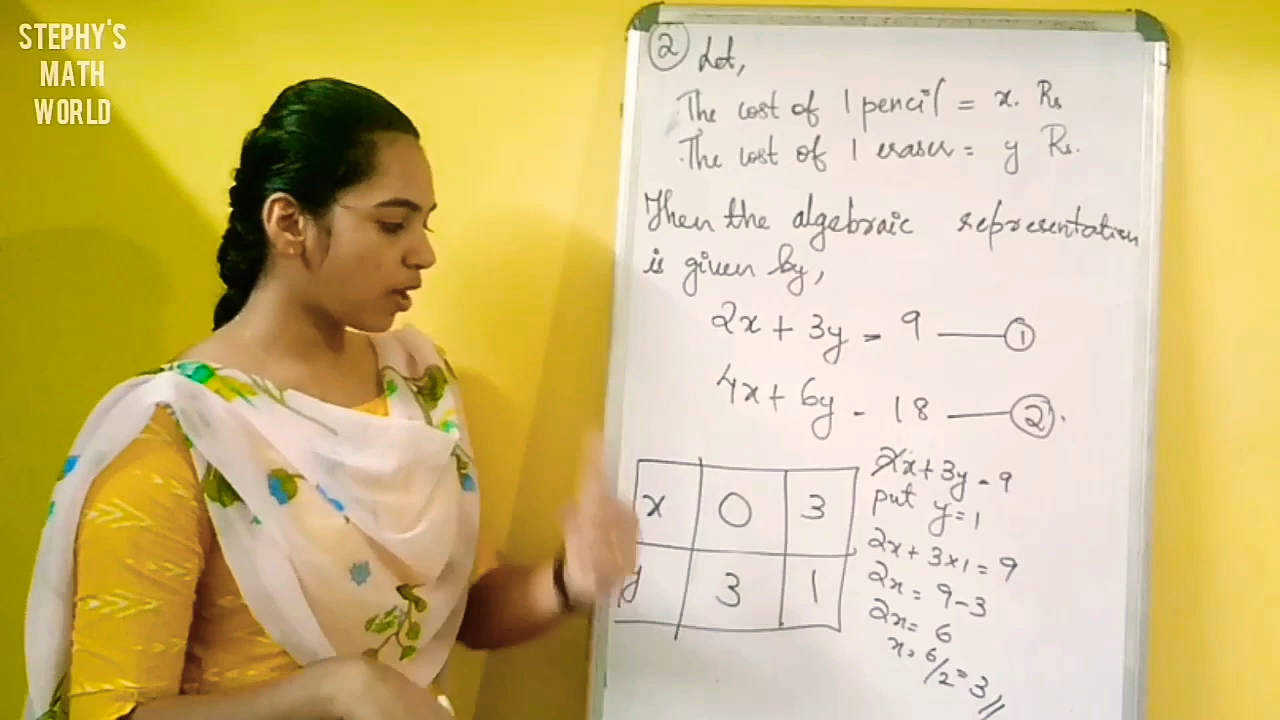 STEPHY'S
MATH
WORLD
② Let,
The cost of 1 pencil = x. Rs
The cost of 1 eraser = y Rs.
Then the algebraic representation
is given by,
2x + 3y = 9 —— ①
4x + 6y = 18 —— ②.
x 0 3
y 3 1
2x + 3y = 9
put y = 1
2x + 3×1 = 9
2x = 9 - 3
2x = 6
x = 6/2 = 3//